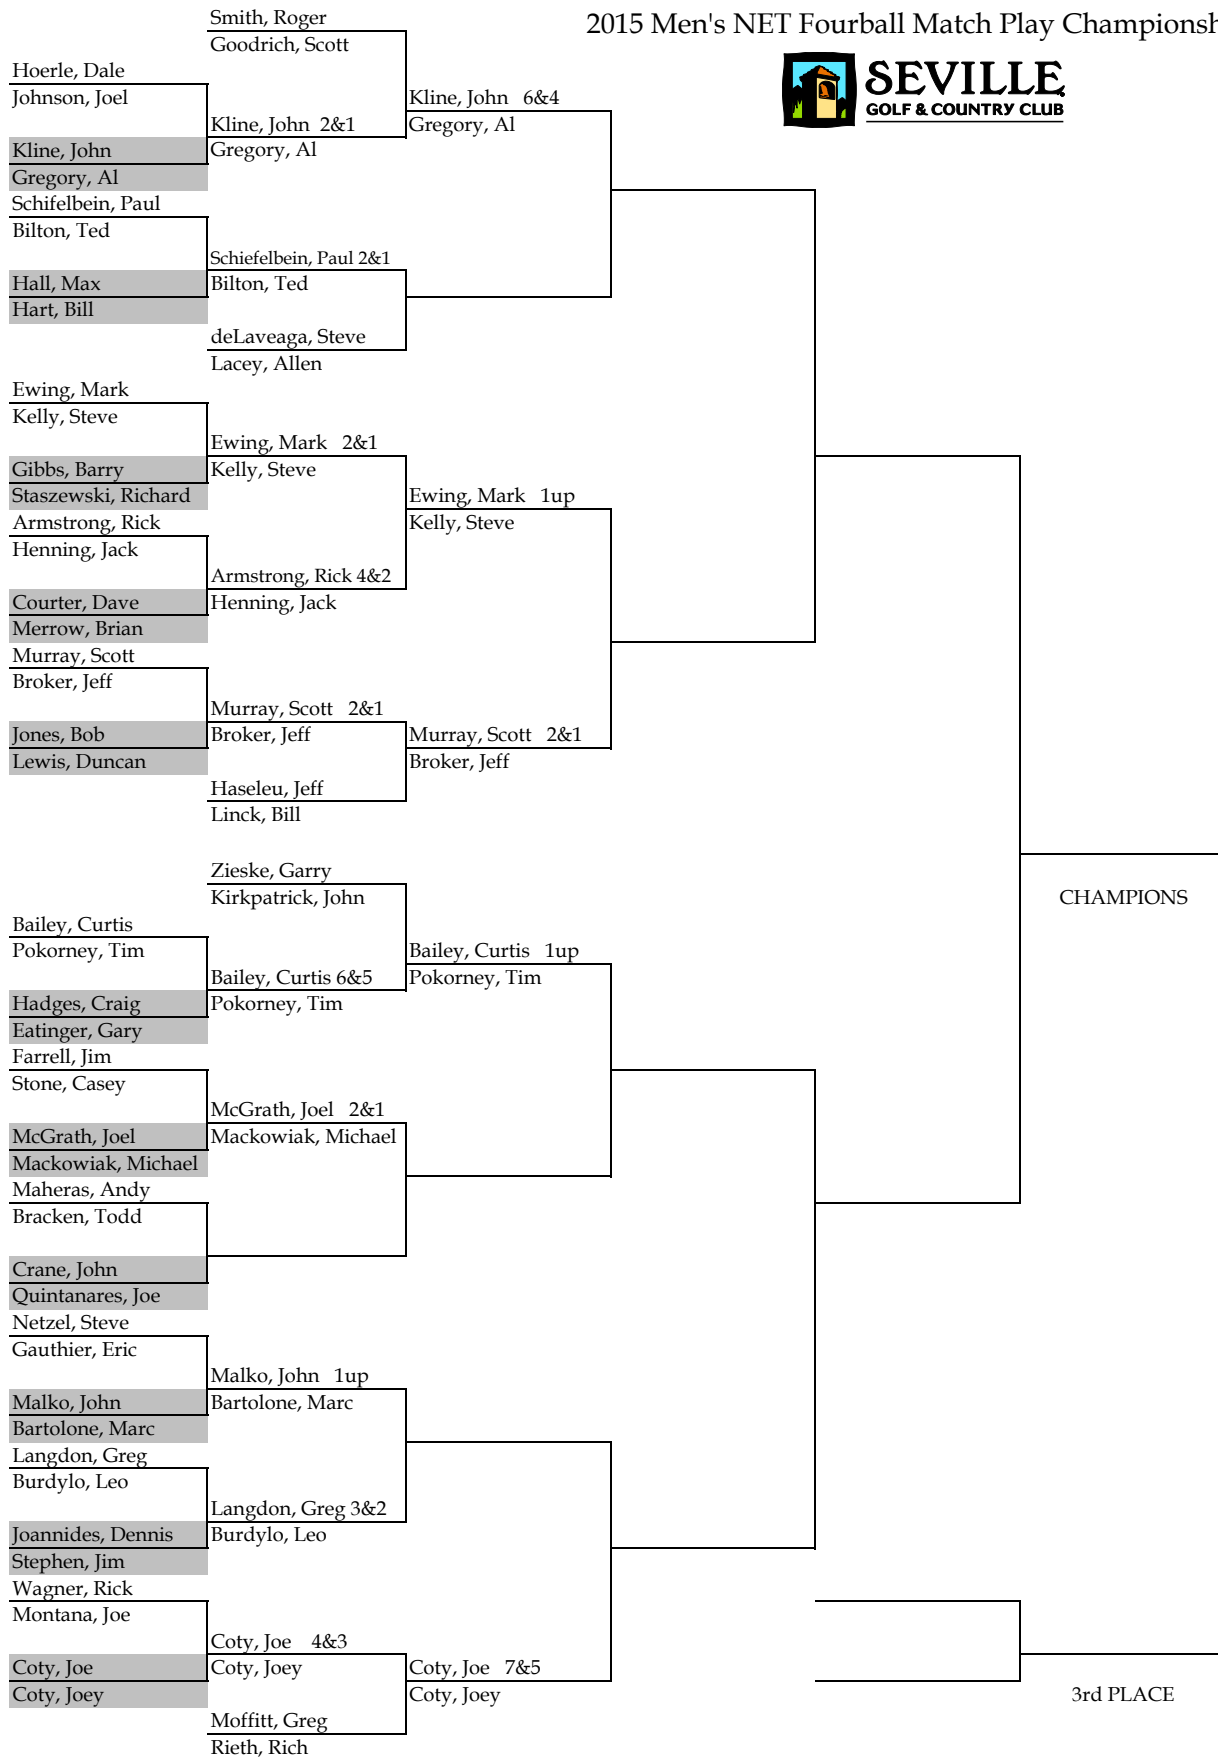 2015 Men's NET Fourball Match Play Championsh
SEVILLE
GOLF & COUNTRY CLUB
Smith, Roger
Goodrich, Scott
Hoerle, Dale
Johnson, Joel
Kline, John 6&4
Gregory, Al
Kline, John 2&1
Gregory, Al
Kline, John
Gregory, Al
Schifelbein, Paul
Bilton, Ted
Schiefelbein, Paul 2&1
Bilton, Ted
Hall, Max
Hart, Bill
deLaveaga, Steve
Lacey, Allen
Ewing, Mark
Kelly, Steve
Ewing, Mark 2&1
Kelly, Steve
Gibbs, Barry
Staszewski, Richard
Ewing, Mark 1up
Kelly, Steve
Armstrong, Rick
Henning, Jack
Armstrong, Rick 4&2
Henning, Jack
Courter, Dave
Merrow, Brian
Murray, Scott
Broker, Jeff
Murray, Scott 2&1
Broker, Jeff
Jones, Bob
Lewis, Duncan
Murray, Scott 2&1
Broker, Jeff
Haseleu, Jeff
Linck, Bill
Zieske, Garry
Kirkpatrick, John
CHAMPIONS
Bailey, Curtis
Pokorney, Tim
Bailey, Curtis 1up
Pokorney, Tim
Bailey, Curtis 6&5
Pokorney, Tim
Hadges, Craig
Eatinger, Gary
Farrell, Jim
Stone, Casey
McGrath, Joel 2&1
Mackowiak, Michael
McGrath, Joel
Mackowiak, Michael
Maheras, Andy
Bracken, Todd
Crane, John
Quintanares, Joe
Netzel, Steve
Gauthier, Eric
Malko, John 1up
Bartolone, Marc
Malko, John
Bartolone, Marc
Langdon, Greg
Burdylo, Leo
Langdon, Greg 3&2
Burdylo, Leo
Joannides, Dennis
Stephen, Jim
Wagner, Rick
Montana, Joe
Coty, Joe 4&3
Coty, Joey
Coty, Joe
Coty, Joey
Coty, Joe 7&5
Coty, Joey
3rd PLACE
Moffitt, Greg
Rieth, Rich